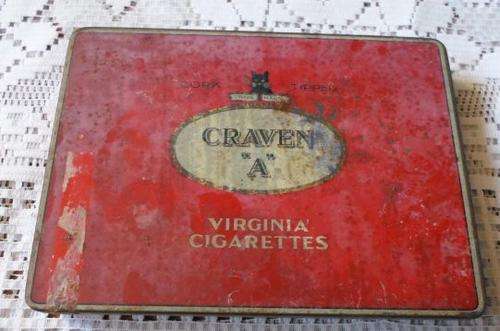 CORK TIPPED
CRAVEN
"A"
VIRGINIA
CIGARETTES